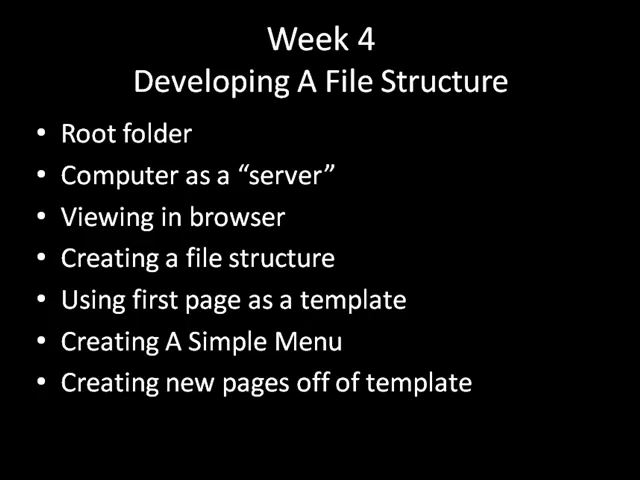 Week 4
Developing A File Structure
• Root folder
• Computer as a “server”
• Viewing in browser
• Creating a file structure
• Using first page as a template
• Creating A Simple Menu
• Creating new pages off of template